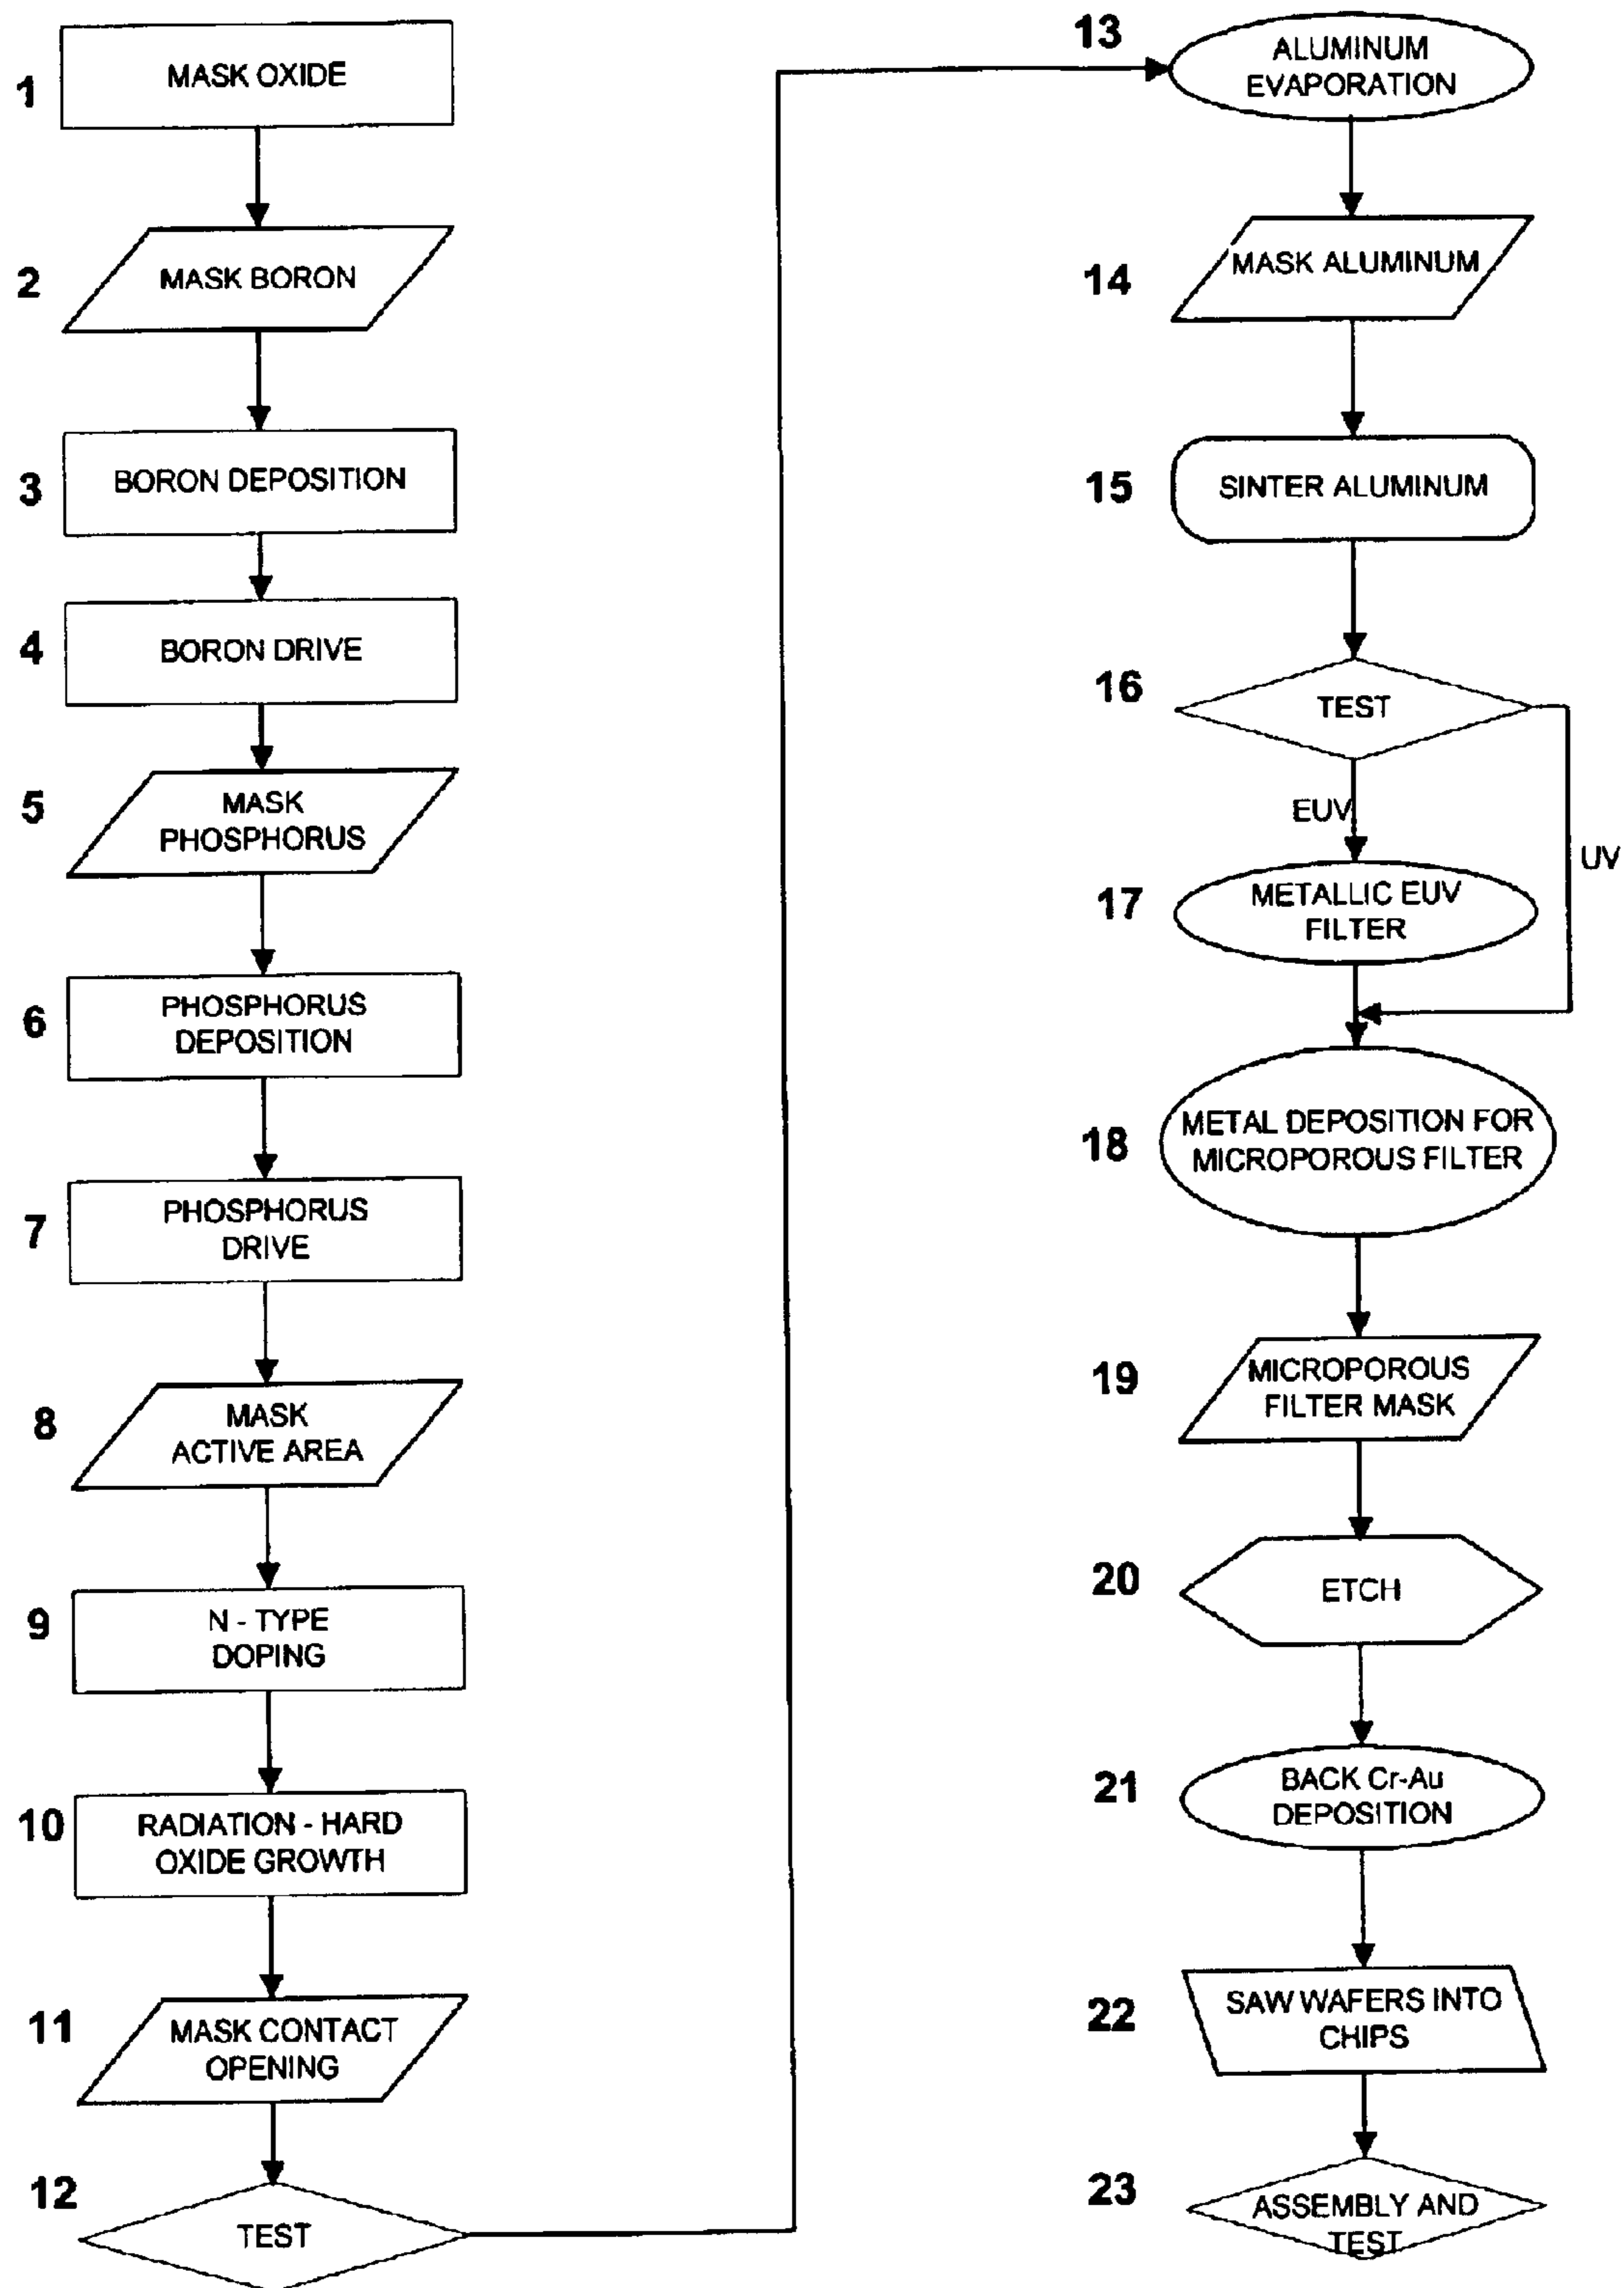 1
MASK OXIDE
2
MASK BORON
3
BORON DEPOSITION
4
BORON DRIVE
5
MASK
PHOSPHORUS
6
PHOSPHORUS
DEPOSITION
7
PHOSPHORUS
DRIVE
8
MASK
ACTIVE AREA
9
N - TYPE
DOPING
10
RADIATION - HARD
OXIDE GROWTH
11
MASK CONTACT
OPENING
12
TEST
13
ALUMINUM
EVAPORATION
14
MASK ALUMINUM
15
SINTER ALUMINUM
16
TEST
EUV
UV
17
METALLIC EUV
FILTER
18
METAL DEPOSITION FOR
MICROPOROUS FILTER
19
MICROPOROUS
FILTER MASK
20
ETCH
21
BACK Cr-Au
DEPOSITION
22
SAW WAFERS INTO
CHIPS
23
ASSEMBLY AND
TEST